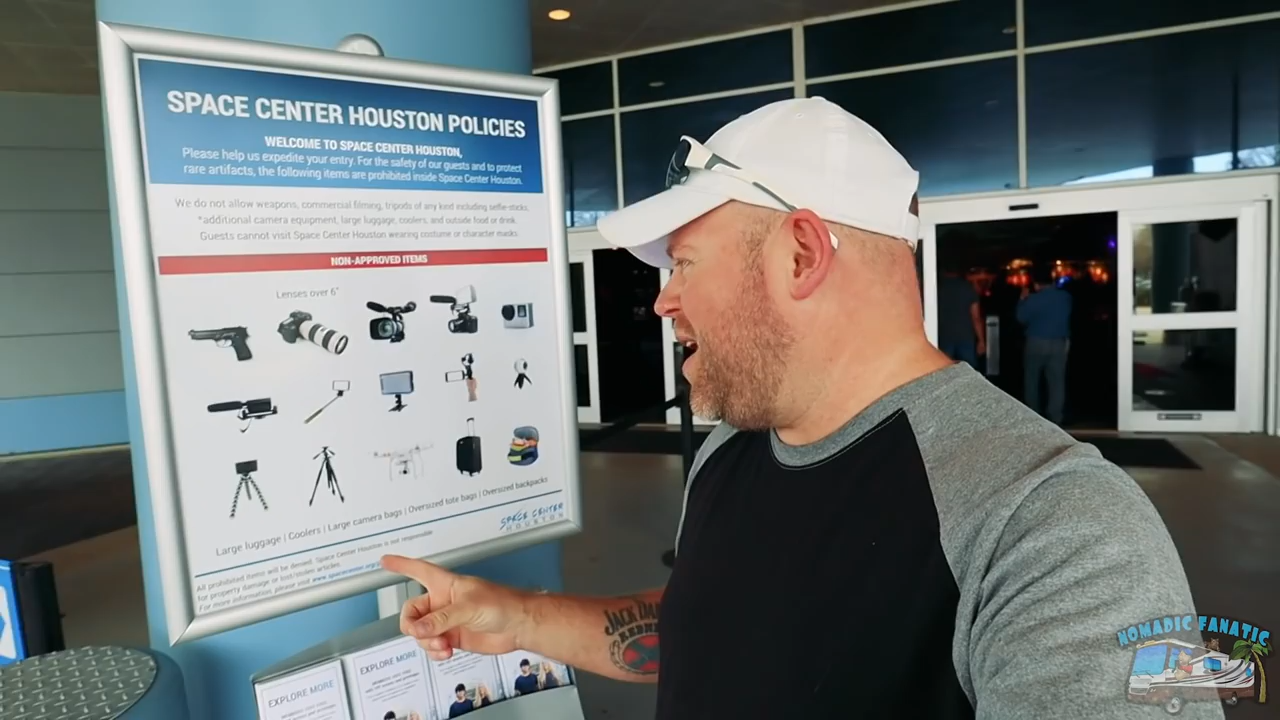 SPACE CENTER HOUSTON POLICIES
WELCOME TO SPACE CENTER HOUSTON,
Please help us expedite your entry. For the safety of our guests and to protect
rare artifacts, the following items are prohibited inside Space Center Houston.
We do not allow weapons, commercial filming, tripods of any kind including selfie-sticks,
*additional camera equipment, large luggage, coolers, and outside food or drink.
Guests cannot visit Space Center Houston wearing costume or character masks.
NON-APPROVED ITEMS
Lenses over 6"
Large luggage | Coolers | Large camera bags | Oversized tote bags | Oversized backpacks
SPACE CENTER
HOUSTON
All prohibited items will be denied. Space Center Houston is not responsible
for property damage or lost/stolen articles.
For more information, please visit www.spacecenter.org
JACK DAN
EXPLORE MORE
EXPLORE MORE
NOMADIC FANATIC